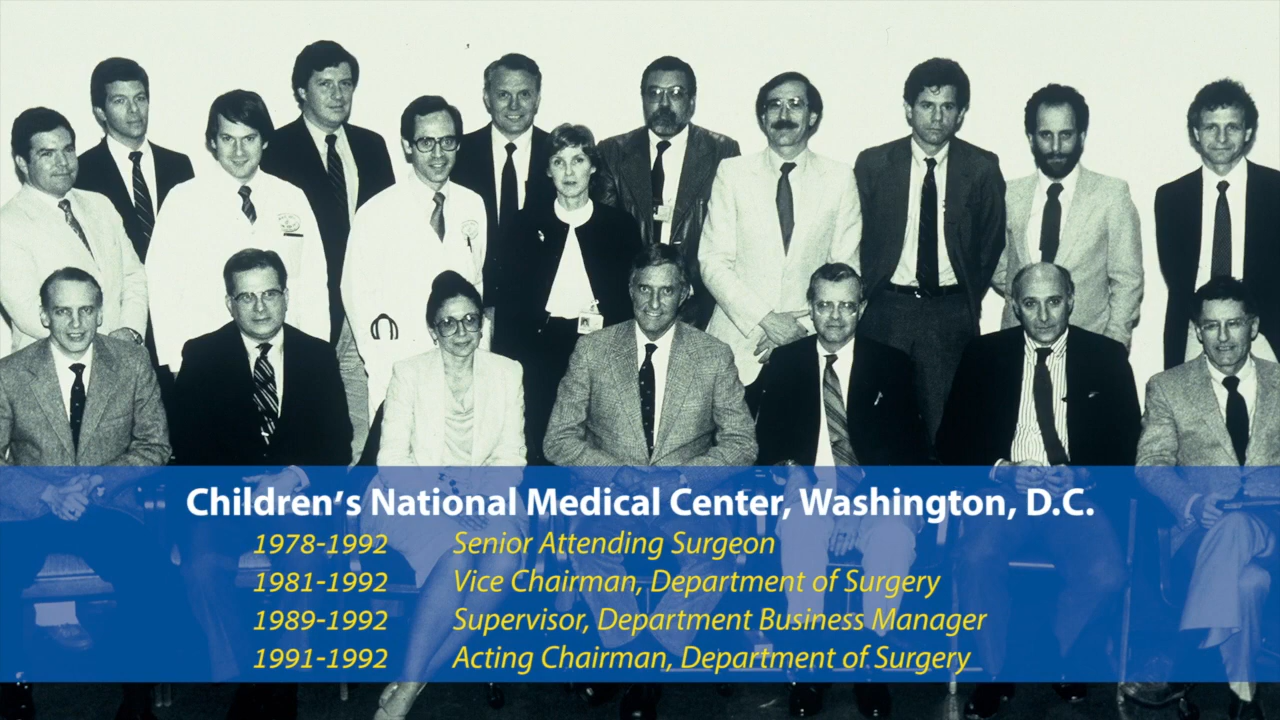 Children's National Medical Center, Washington, D.C.
1978-1992 Senior Attending Surgeon
1981-1992 Vice Chairman, Department of Surgery
1989-1992 Supervisor, Department Business Manager
1991-1992 Acting Chairman, Department of Surgery